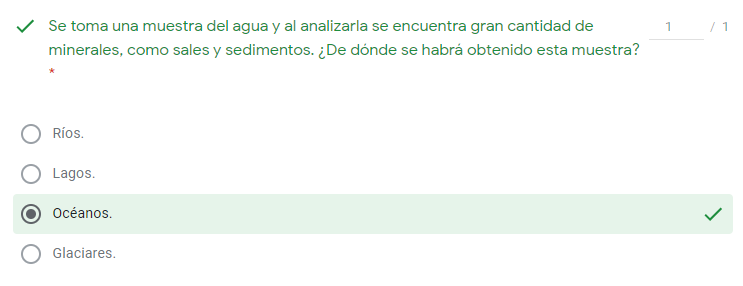 Se toma una muestra del agua y al analizarla se encuentra gran cantidad de
1 / 1
minerales, como sales y sedimentos. ¿De dónde se habrá obtenido esta muestra?
*
Ríos.
Lagos.
Océanos.
Glaciares.